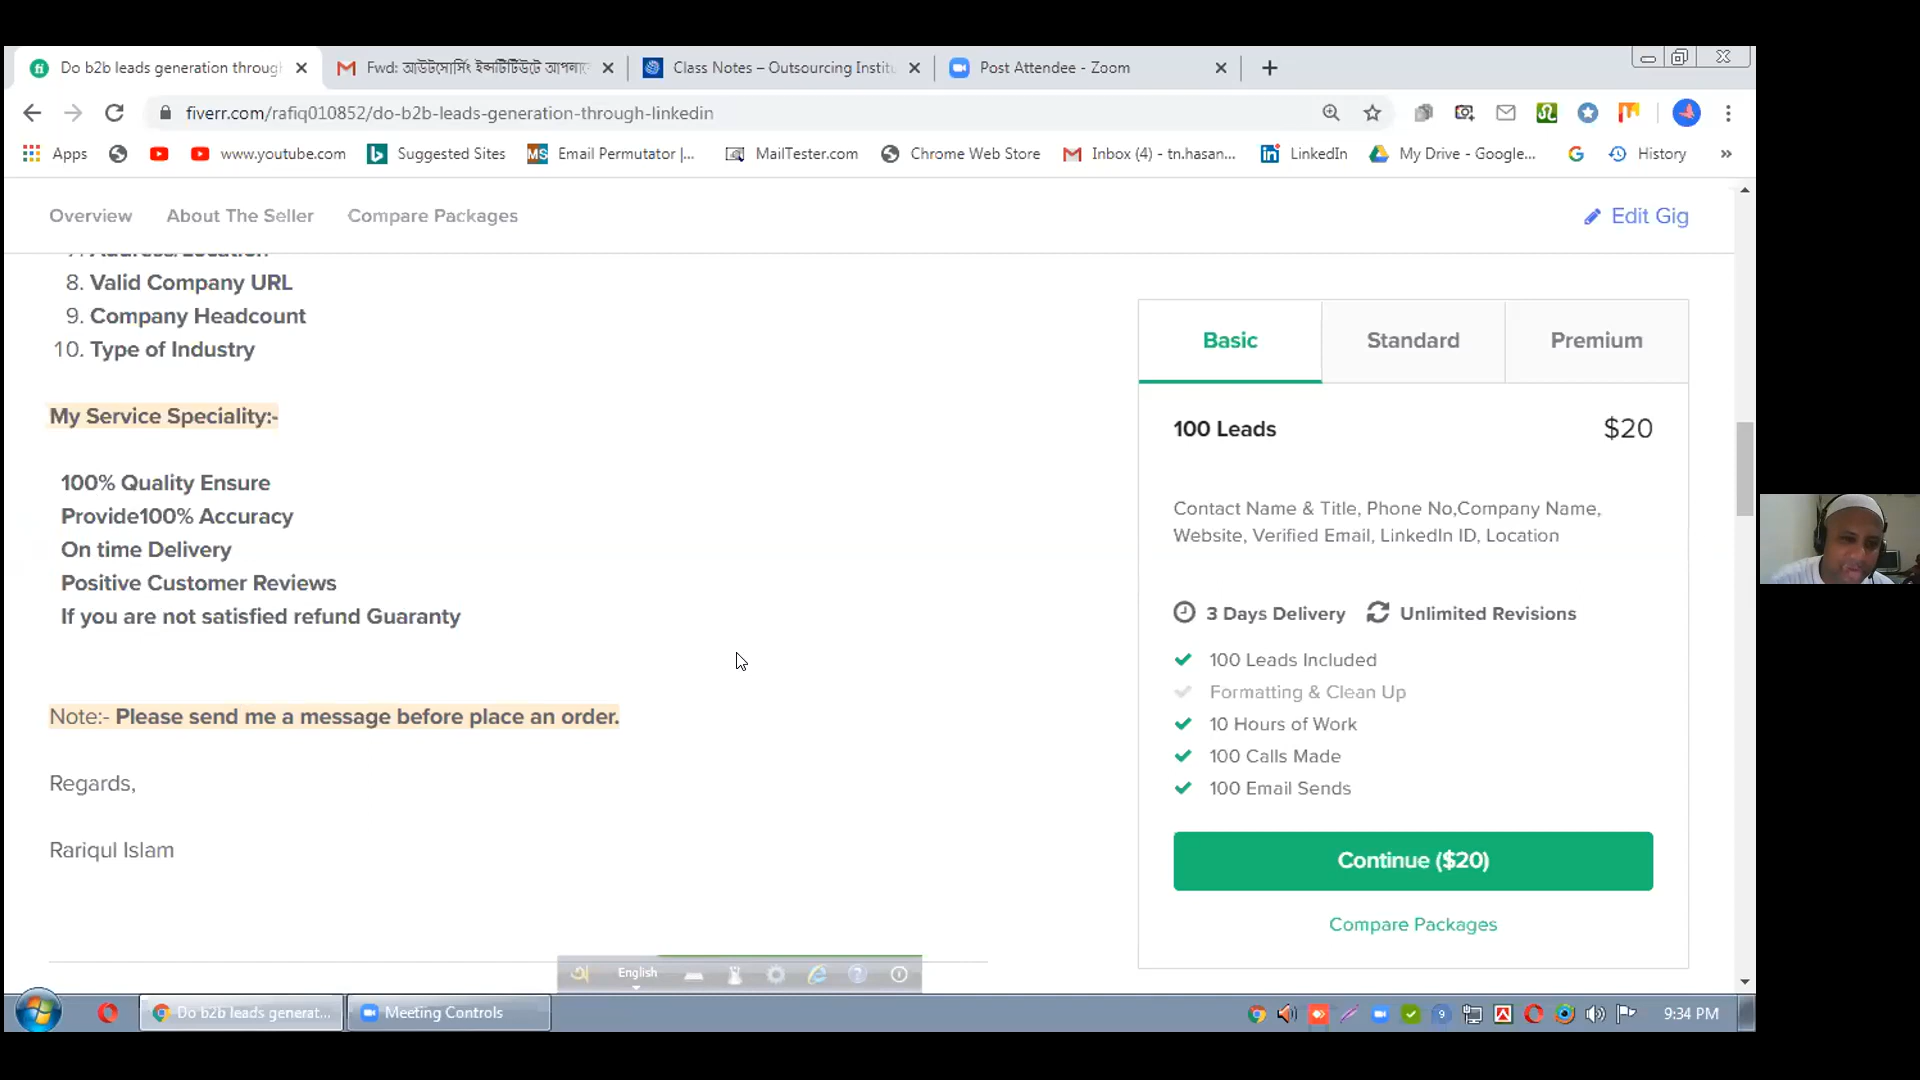 Do b2b leads generation throug
Fwd: আউটসোর্সিং ইন্সটিটিউটে আপনা
Class Notes – Outsourcing Institu
Post Attendee - Zoom
fiverr.com/rafiq010852/do-b2b-leads-generation-through-linkedin
Apps
www.youtube.com
Suggested Sites
MS
Email Permutator |...
MailTester.com
Chrome Web Store
Inbox (4) - tn.hasan...
LinkedIn
My Drive - Google...
History
»
Overview
About The Seller
Compare Packages
Edit Gig
7. Address/Location
8. Valid Company URL
9. Company Headcount
10. Type of Industry
My Service Speciality:-
100% Quality Ensure
Provide100% Accuracy
On time Delivery
Positive Customer Reviews
If you are not satisfied refund Guaranty
Note:- Please send me a message before place an order.
Regards,
Rariqul Islam
Basic
Standard
Premium
100 Leads
$20
Contact Name & Title, Phone No,Company Name,
Website, Verified Email, LinkedIn ID, Location
3 Days Delivery
Unlimited Revisions
100 Leads Included
Formatting & Clean Up
10 Hours of Work
100 Calls Made
100 Email Sends
Continue ($20)
Compare Packages
অ
English
Do b2b leads generat...
Meeting Controls
9:34 PM